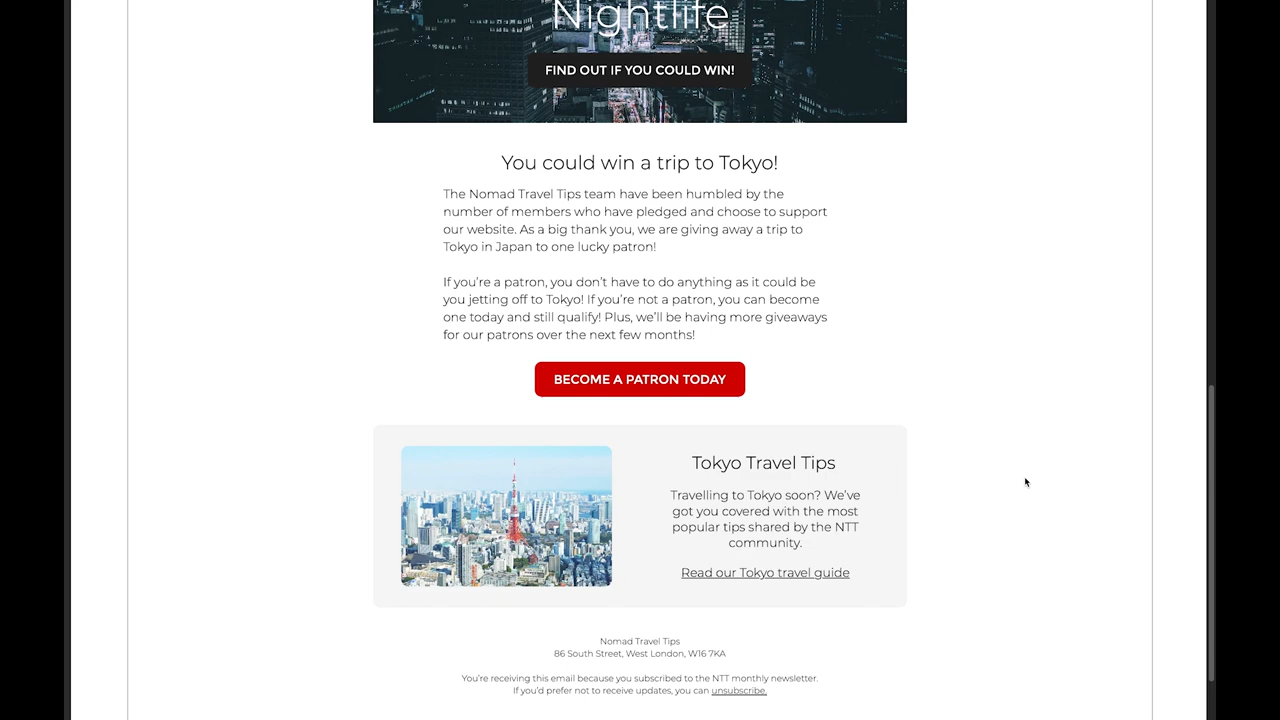 Nightlife
FIND OUT IF YOU COULD WIN!
You could win a trip to Tokyo!
The Nomad Travel Tips team have been humbled by the
number of members who have pledged and choose to support
our website. As a big thank you, we are giving away a trip to
Tokyo in Japan to one lucky patron!
If you're a patron, you don't have to do anything as it could be
you jetting off to Tokyo! If you're not a patron, you can become
one today and still qualify! Plus, we'll be having more giveaways
for our patrons over the next few months!
BECOME A PATRON TODAY
Tokyo Travel Tips
Travelling to Tokyo soon? We've
got you covered with the most
popular tips shared by the NTT
community.
Read our Tokyo travel guide
Nomad Travel Tips
86 South Street, West London, W16 7KA
You're receiving this email because you subscribed to the NTT monthly newsletter.
If you'd prefer not to receive updates, you can unsubscribe.